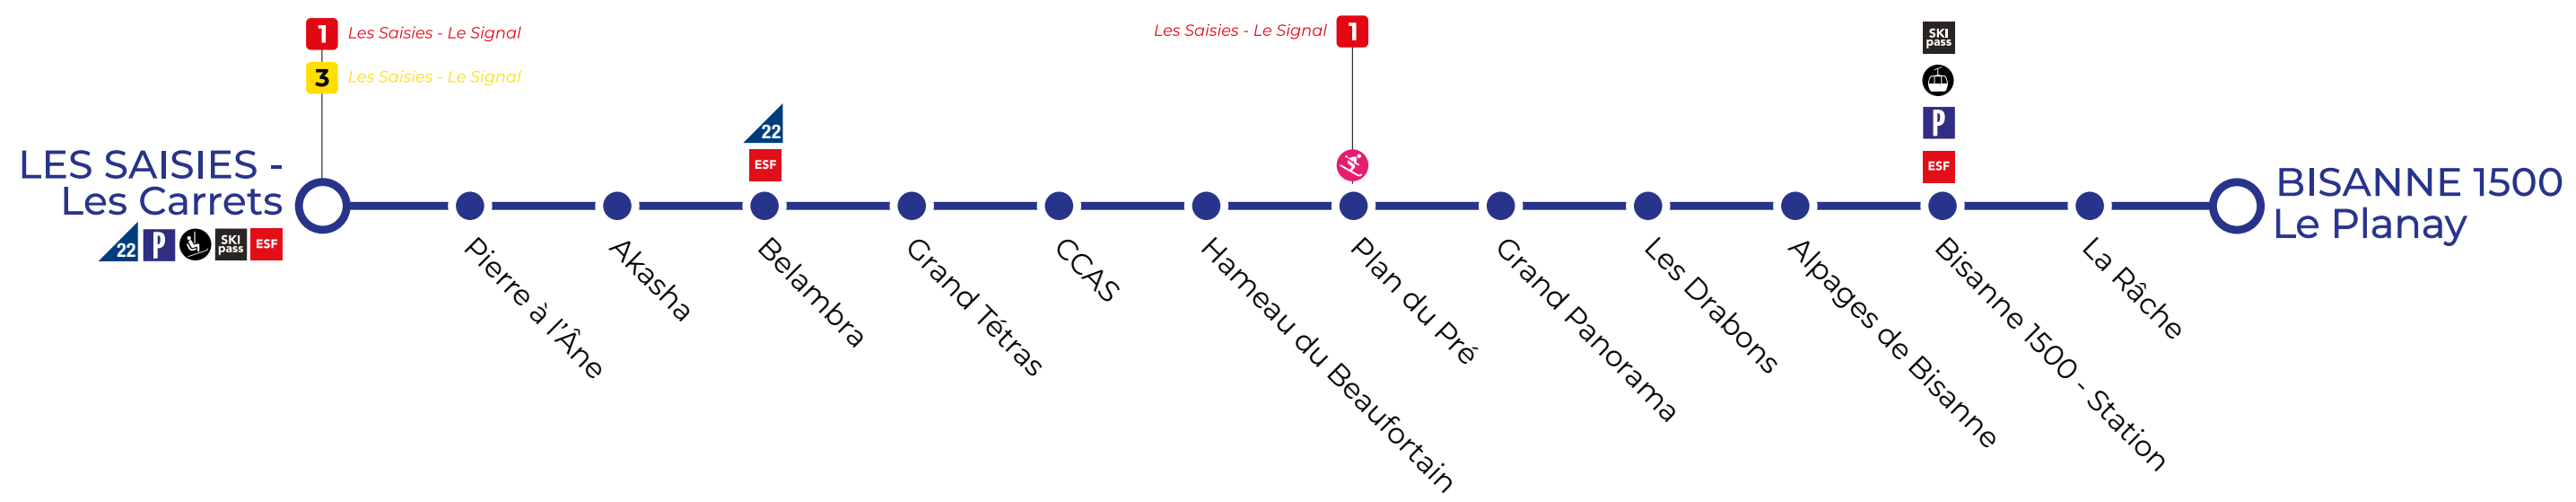 1 Les Saisies - Le Signal
3 Les Saisies - Le Signal
LES SAISIES -
Les Carrets
22 P SKI pass ESF
Pierre à l'Âne
Akasha
22
ESF
Belambra
Grand Tétras
CCAS
Hameau du Beaufortain
Les Saisies - Le Signal 1
Plan du Pré
Grand Panorama
Les Drabons
Alpages de Bisanne
SKI
pass
P
ESF
Bisanne 1500 - Station
La Râche
BISANNE 1500
Le Planay